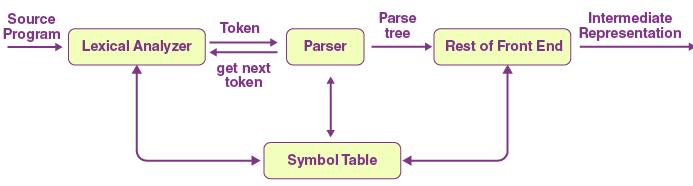 Source
Program
Lexical Analyzer
Token
get next
token
Parser
Parse
tree
Rest of Front End
Intermediate
Representation
Symbol Table